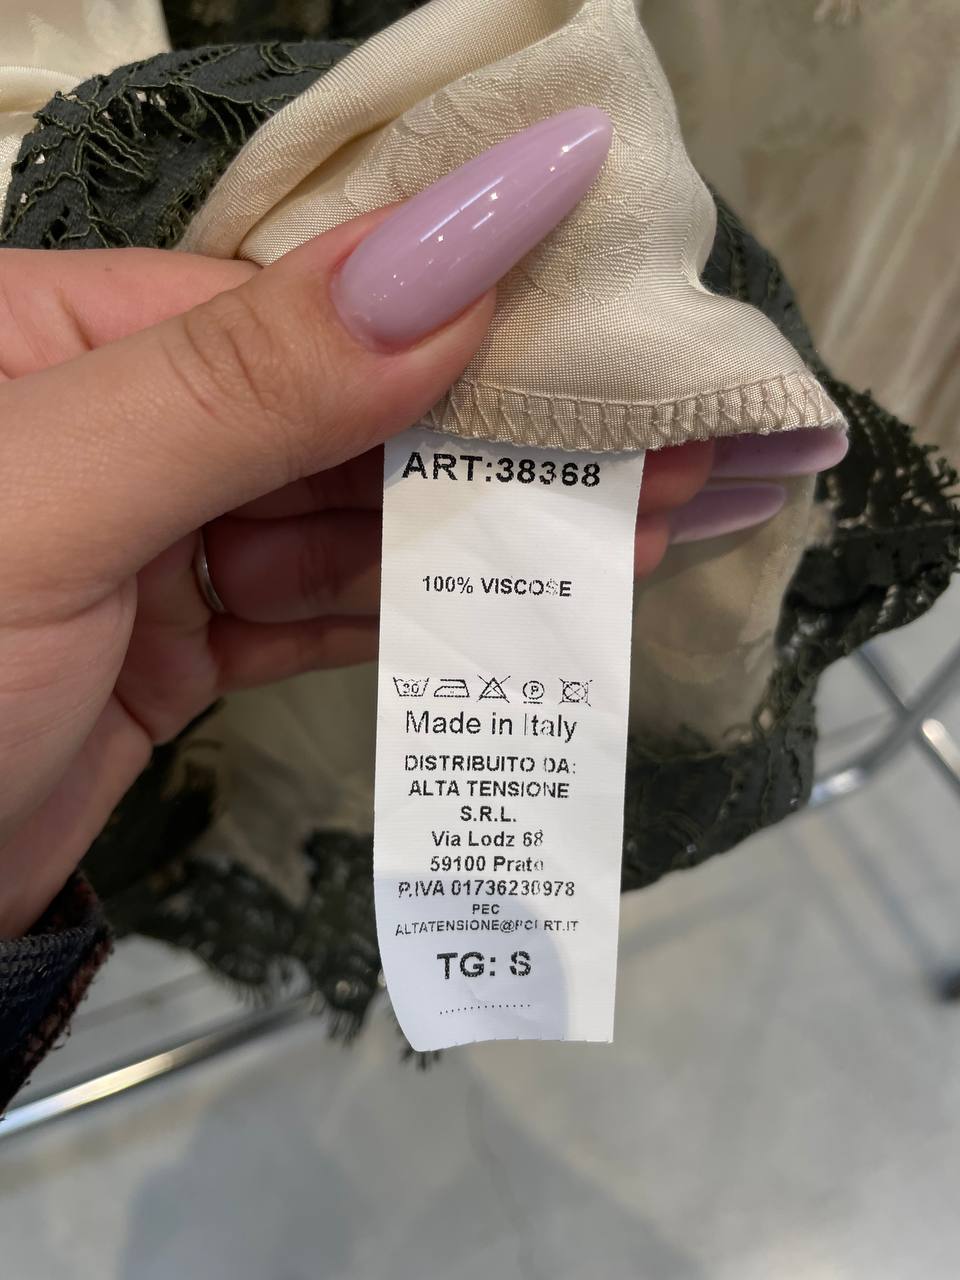 ART:38368
100% VISCOSE
30 P
Made in Italy
DISTRIBUITO DA:
ALTA TENSIONE
S.R.L.
Via Lodz 68
59100 Prato
P.IVA 01736230978
PEC
TG: S